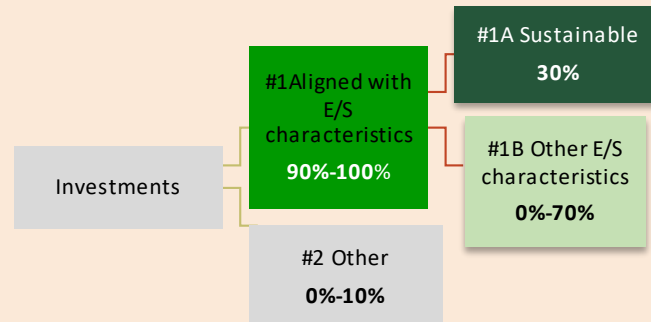 #1A Sustainable
30%
#1Aligned with
E/S
characteristics
90%-100%
#1B Other E/S
characteristics
0%-70%
Investments
#2 Other
0%-10%